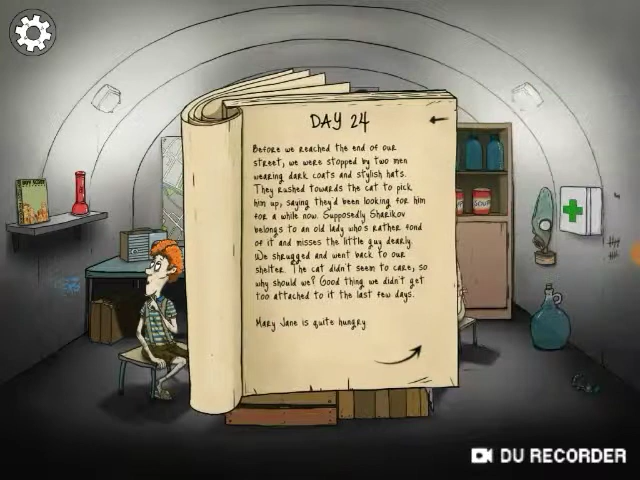 DAY 24
Before we reached the end of our
street, we were stopped by two men
wearing dark coats and stylish hats.
They rushed towards the cat to pick
him up, saying they'd been looking for him
for a while now. Supposedly Sharikov
belongs to an old lady who's rather fond
of it and misses the little guy dearly.
We shrugged and went back to our
shelter. The cat didn't seem to care, so
why should we? Good thing we didn't get
too attached to it the last few days.
Mary Jane is quite hungry.
SOUP
DU RECORDER